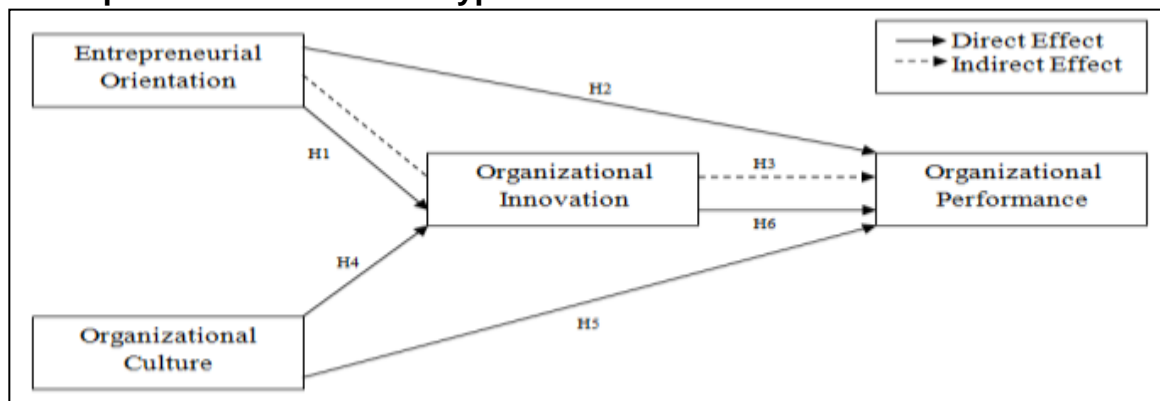 Entrepreneurial
Orientation
Direct Effect
Indirect Effect
H2
H1
Organizational
Innovation
H3
Organizational
Performance
H6
H4
H5
Organizational
Culture